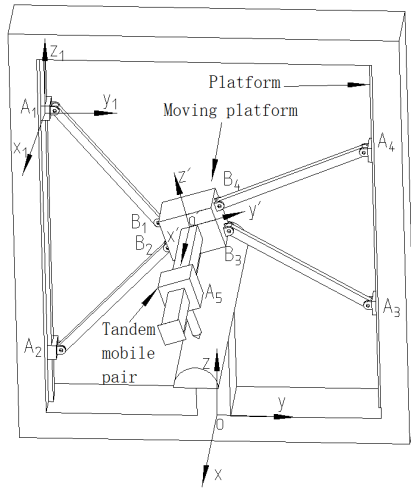 z₁
y₁
A₁
x₁
Platform
Moving platform
A₄
z′
B₄
B₁
o′
y′
B₂
x′
B₃
A₅
A₃
A₂
Tandem
mobile
pair
z
y
o
x